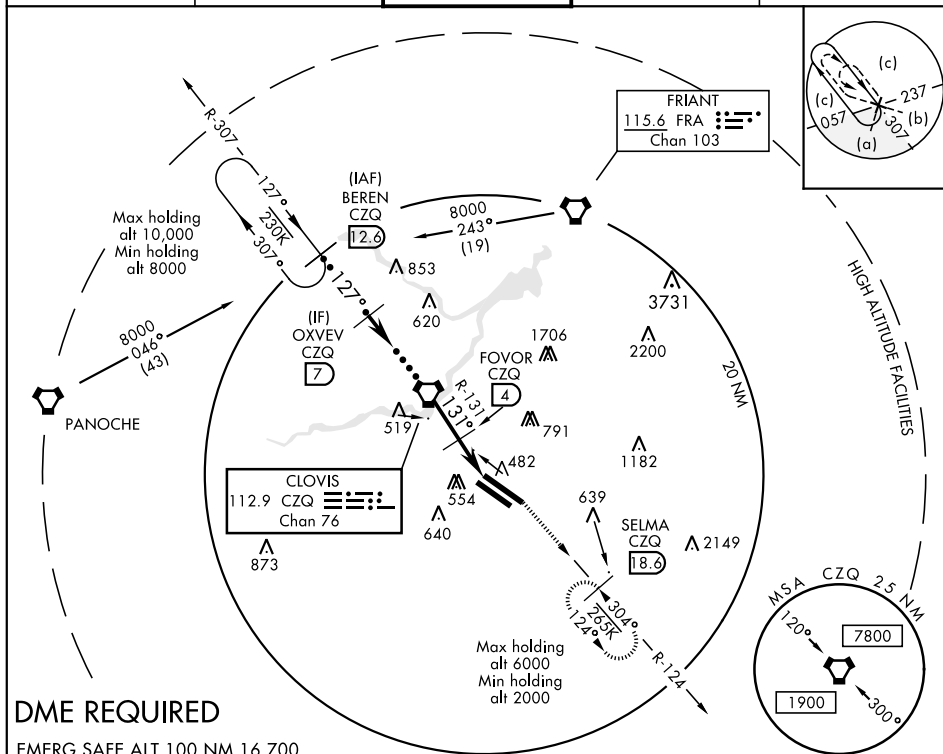 (c)
(c)
237
057
(b)
307
(a)
FRIANT
115.6 FRA
Chan 103
R-307
127°
230K
307°
(IAF)
BEREN
CZQ
12.6
8000
243°
(19)
Max holding
alt 10,000
Min holding
alt 8000
853
3731
127°
620
8000
046°
(43)
(IF)
OXVEV
CZQ
7
1706
2200
FOVOR
CZQ
4
HIGH ALTITUDE FACILITIES
20 NM
PANOCHE
R-131
131°
519
791
1182
482
CLOVIS
112.9 CZQ
Chan 76
554
639
640
SELMA
CZQ
18.6
2149
873
MSA CZQ 25 NM
120°
7800
1900
300°
304°
265K
124°
R-124
Max holding
alt 6000
Min holding
alt 2000
DME REQUIRED
EMERG SAFE ALT 100 NM 16,700